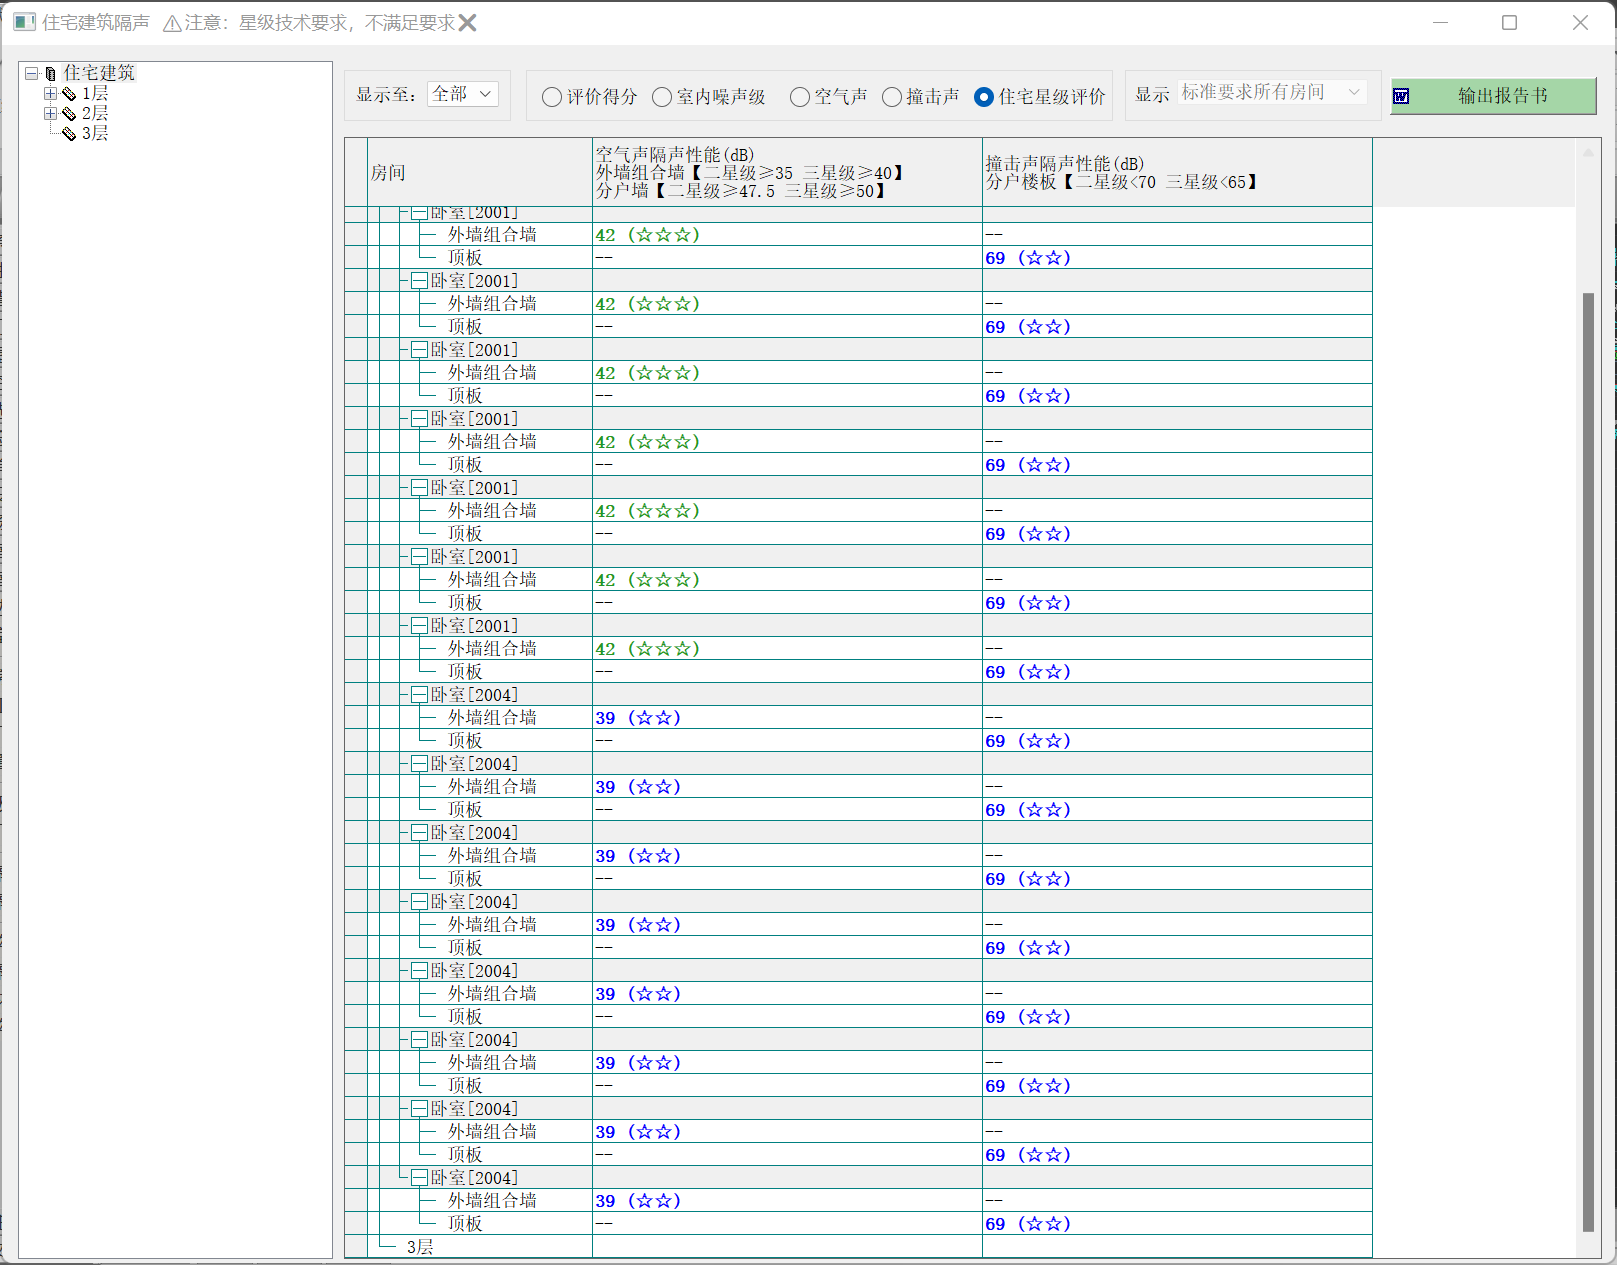 住宅建筑隔声 ⚠注意：星级技术要求，不满足要求❌
住宅建筑
1层
2层
3层
显示至： 全部
评价得分 室内噪声级 空气声 撞击声 住宅星级评价
显示 标准要求所有房间
输出报告书
房间
空气声隔声性能(dB)
外墙组合墙【二星级≥35 三星级≥40】
分户墙【二星级≥47.5 三星级≥50】
撞击声隔声性能(dB)
分户楼板【二星级<70 三星级<65】
卧室[2001]
外墙组合墙 42 (☆☆☆) --
顶板 -- 69 (☆☆)
卧室[2001]
外墙组合墙 42 (☆☆☆) --
顶板 -- 69 (☆☆)
卧室[2001]
外墙组合墙 42 (☆☆☆) --
顶板 -- 69 (☆☆)
卧室[2001]
外墙组合墙 42 (☆☆☆) --
顶板 -- 69 (☆☆)
卧室[2001]
外墙组合墙 42 (☆☆☆) --
顶板 -- 69 (☆☆)
卧室[2001]
外墙组合墙 42 (☆☆☆) --
顶板 -- 69 (☆☆)
卧室[2001]
外墙组合墙 42 (☆☆☆) --
顶板 -- 69 (☆☆)
卧室[2004]
外墙组合墙 39 (☆☆) --
顶板 -- 69 (☆☆)
卧室[2004]
外墙组合墙 39 (☆☆) --
顶板 -- 69 (☆☆)
卧室[2004]
外墙组合墙 39 (☆☆) --
顶板 -- 69 (☆☆)
卧室[2004]
外墙组合墙 39 (☆☆) --
顶板 -- 69 (☆☆)
卧室[2004]
外墙组合墙 39 (☆☆) --
顶板 -- 69 (☆☆)
卧室[2004]
外墙组合墙 39 (☆☆) --
顶板 -- 69 (☆☆)
卧室[2004]
外墙组合墙 39 (☆☆) --
顶板 -- 69 (☆☆)
卧室[2004]
外墙组合墙 39 (☆☆) --
顶板 -- 69 (☆☆)
3层